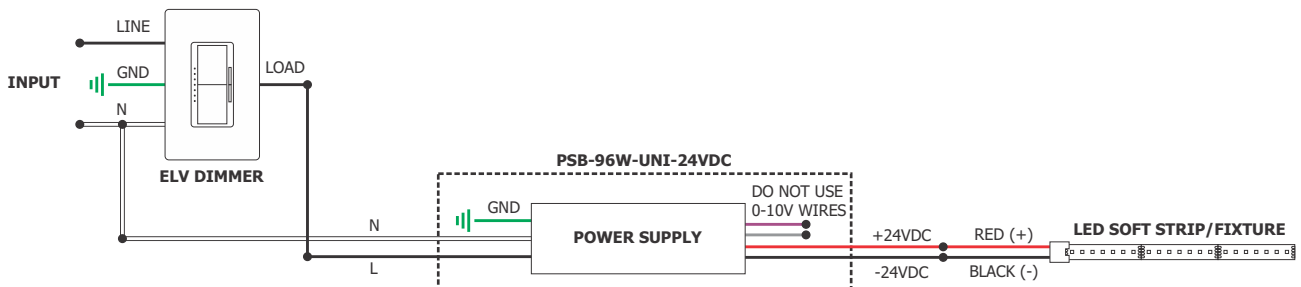 LINE
INPUT
GND
LOAD
N
ELV DIMMER
PSB-96W-UNI-24VDC
GND
DO NOT USE
0-10V WIRES
N
POWER SUPPLY
L
+24VDC
RED (+)
-24VDC
BLACK (-)
LED SOFT STRIP/FIXTURE